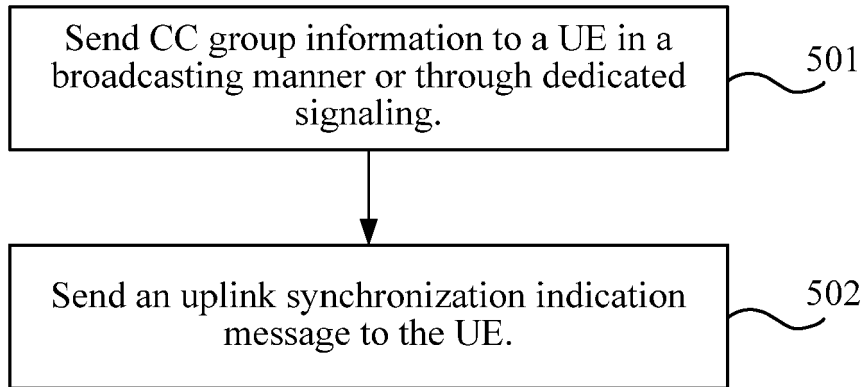 Send CC group information to a UE in a
broadcasting manner or through dedicated
signaling.
501
Send an uplink synchronization indication
message to the UE.
502